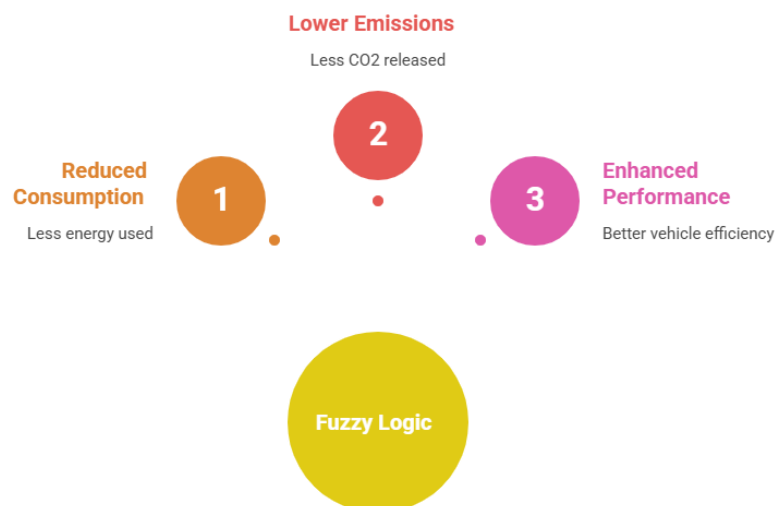 Lower Emissions
Less CO2 released
2
Reduced
Consumption
Less energy used
1
3
Enhanced
Performance
Better vehicle efficiency
Fuzzy Logic